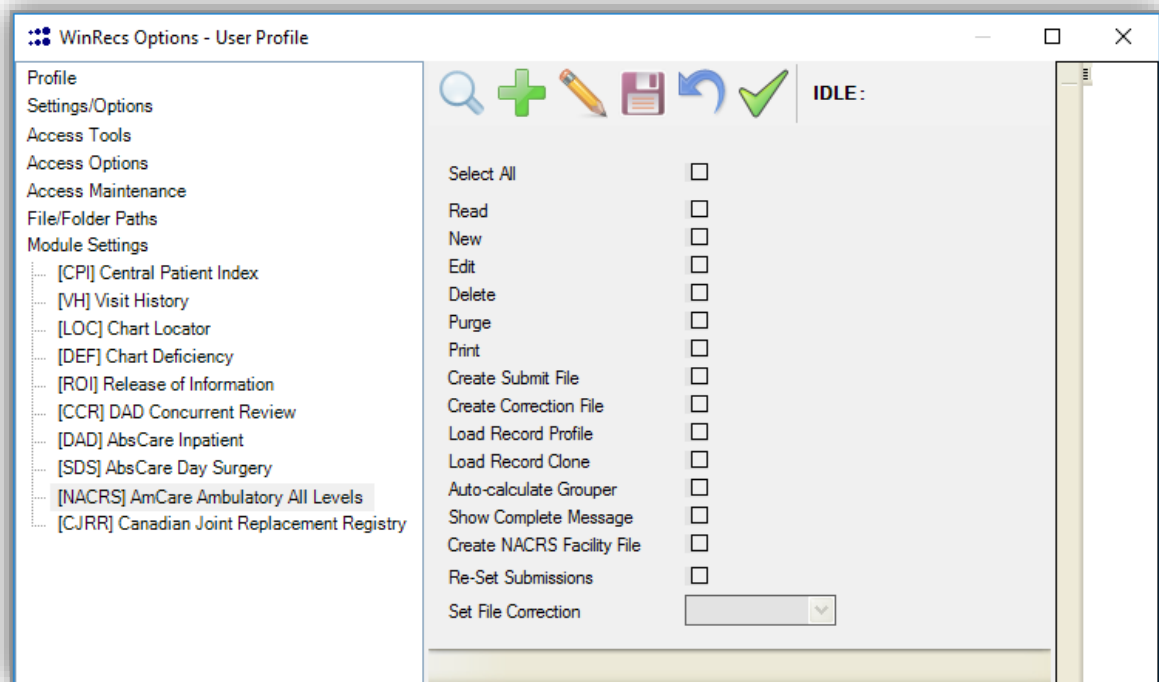 WinRecs Options - User Profile
Profile
Settings/Options
Access Tools
Access Options
Access Maintenance
File/Folder Paths
Module Settings
[CPI] Central Patient Index
[VH] Visit History
[LOC] Chart Locator
[DEF] Chart Deficiency
[ROI] Release of Information
[CCR] DAD Concurrent Review
[DAD] AbsCare Inpatient
[SDS] AbsCare Day Surgery
[NACRS] AmCare Ambulatory All Levels
[CJRR] Canadian Joint Replacement Registry
IDLE:
Select All
Read
New
Edit
Delete
Purge
Print
Create Submit File
Create Correction File
Load Record Profile
Load Record Clone
Auto-calculate Grouper
Show Complete Message
Create NACRS Facility File
Re-Set Submissions
Set File Correction